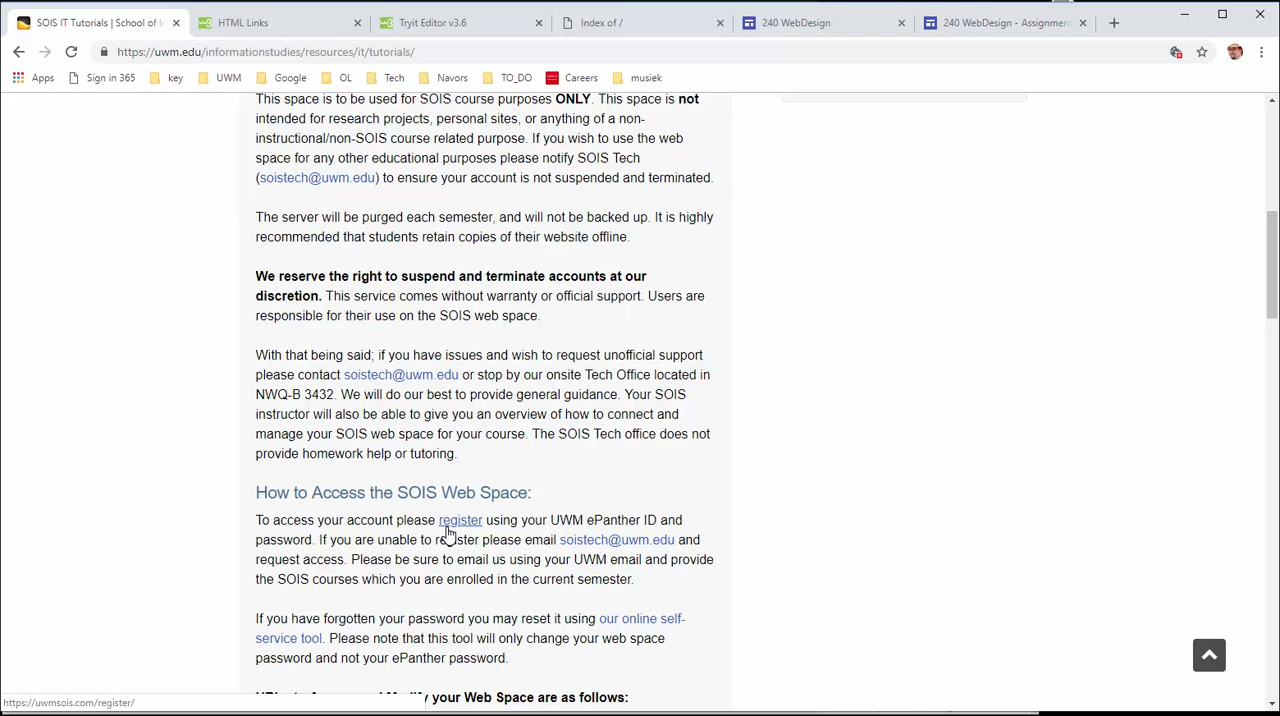 SOIS IT Tutorials | School of I
HTML Links
Tryit Editor v3.6
Index of /
240 WebDesign
240 WebDesign - Assignment
https://uwm.edu/informationstudies/resources/it/tutorials/
Apps
Sign in 365
key
UWM
Google
OL
Tech
Navors
TO_DO
Careers
musiek
This space is to be used for SOIS course purposes ONLY. This space is not
intended for research projects, personal sites, or anything of a non-
instructional/non-SOIS course related purpose. If you wish to use the web
space for any other educational purposes please notify SOIS Tech
(soistech@uwm.edu) to ensure your account is not suspended and terminated.
The server will be purged each semester, and will not be backed up. It is highly
recommended that students retain copies of their website offline.
We reserve the right to suspend and terminate accounts at our
discretion. This service comes without warranty or official support. Users are
responsible for their use on the SOIS web space.
With that being said; if you have issues and wish to request unofficial support
please contact soistech@uwm.edu or stop by our onsite Tech Office located in
NWQ-B 3432. We will do our best to provide general guidance. Your SOIS
instructor will also be able to give you an overview of how to connect and
manage your SOIS web space for your course. The SOIS Tech office does not
provide homework help or tutoring.
How to Access the SOIS Web Space:
To access your account please register using your UWM ePanther ID and
password. If you are unable to register please email soistech@uwm.edu and
request access. Please be sure to email us using your UWM email and provide
the SOIS courses which you are enrolled in the current semester.
If you have forgotten your password you may reset it using our online self-
service tool. Please note that this tool will only change your web space
password and not your ePanther password.
your Web Space are as follows:
https://uwmsois.com/register/